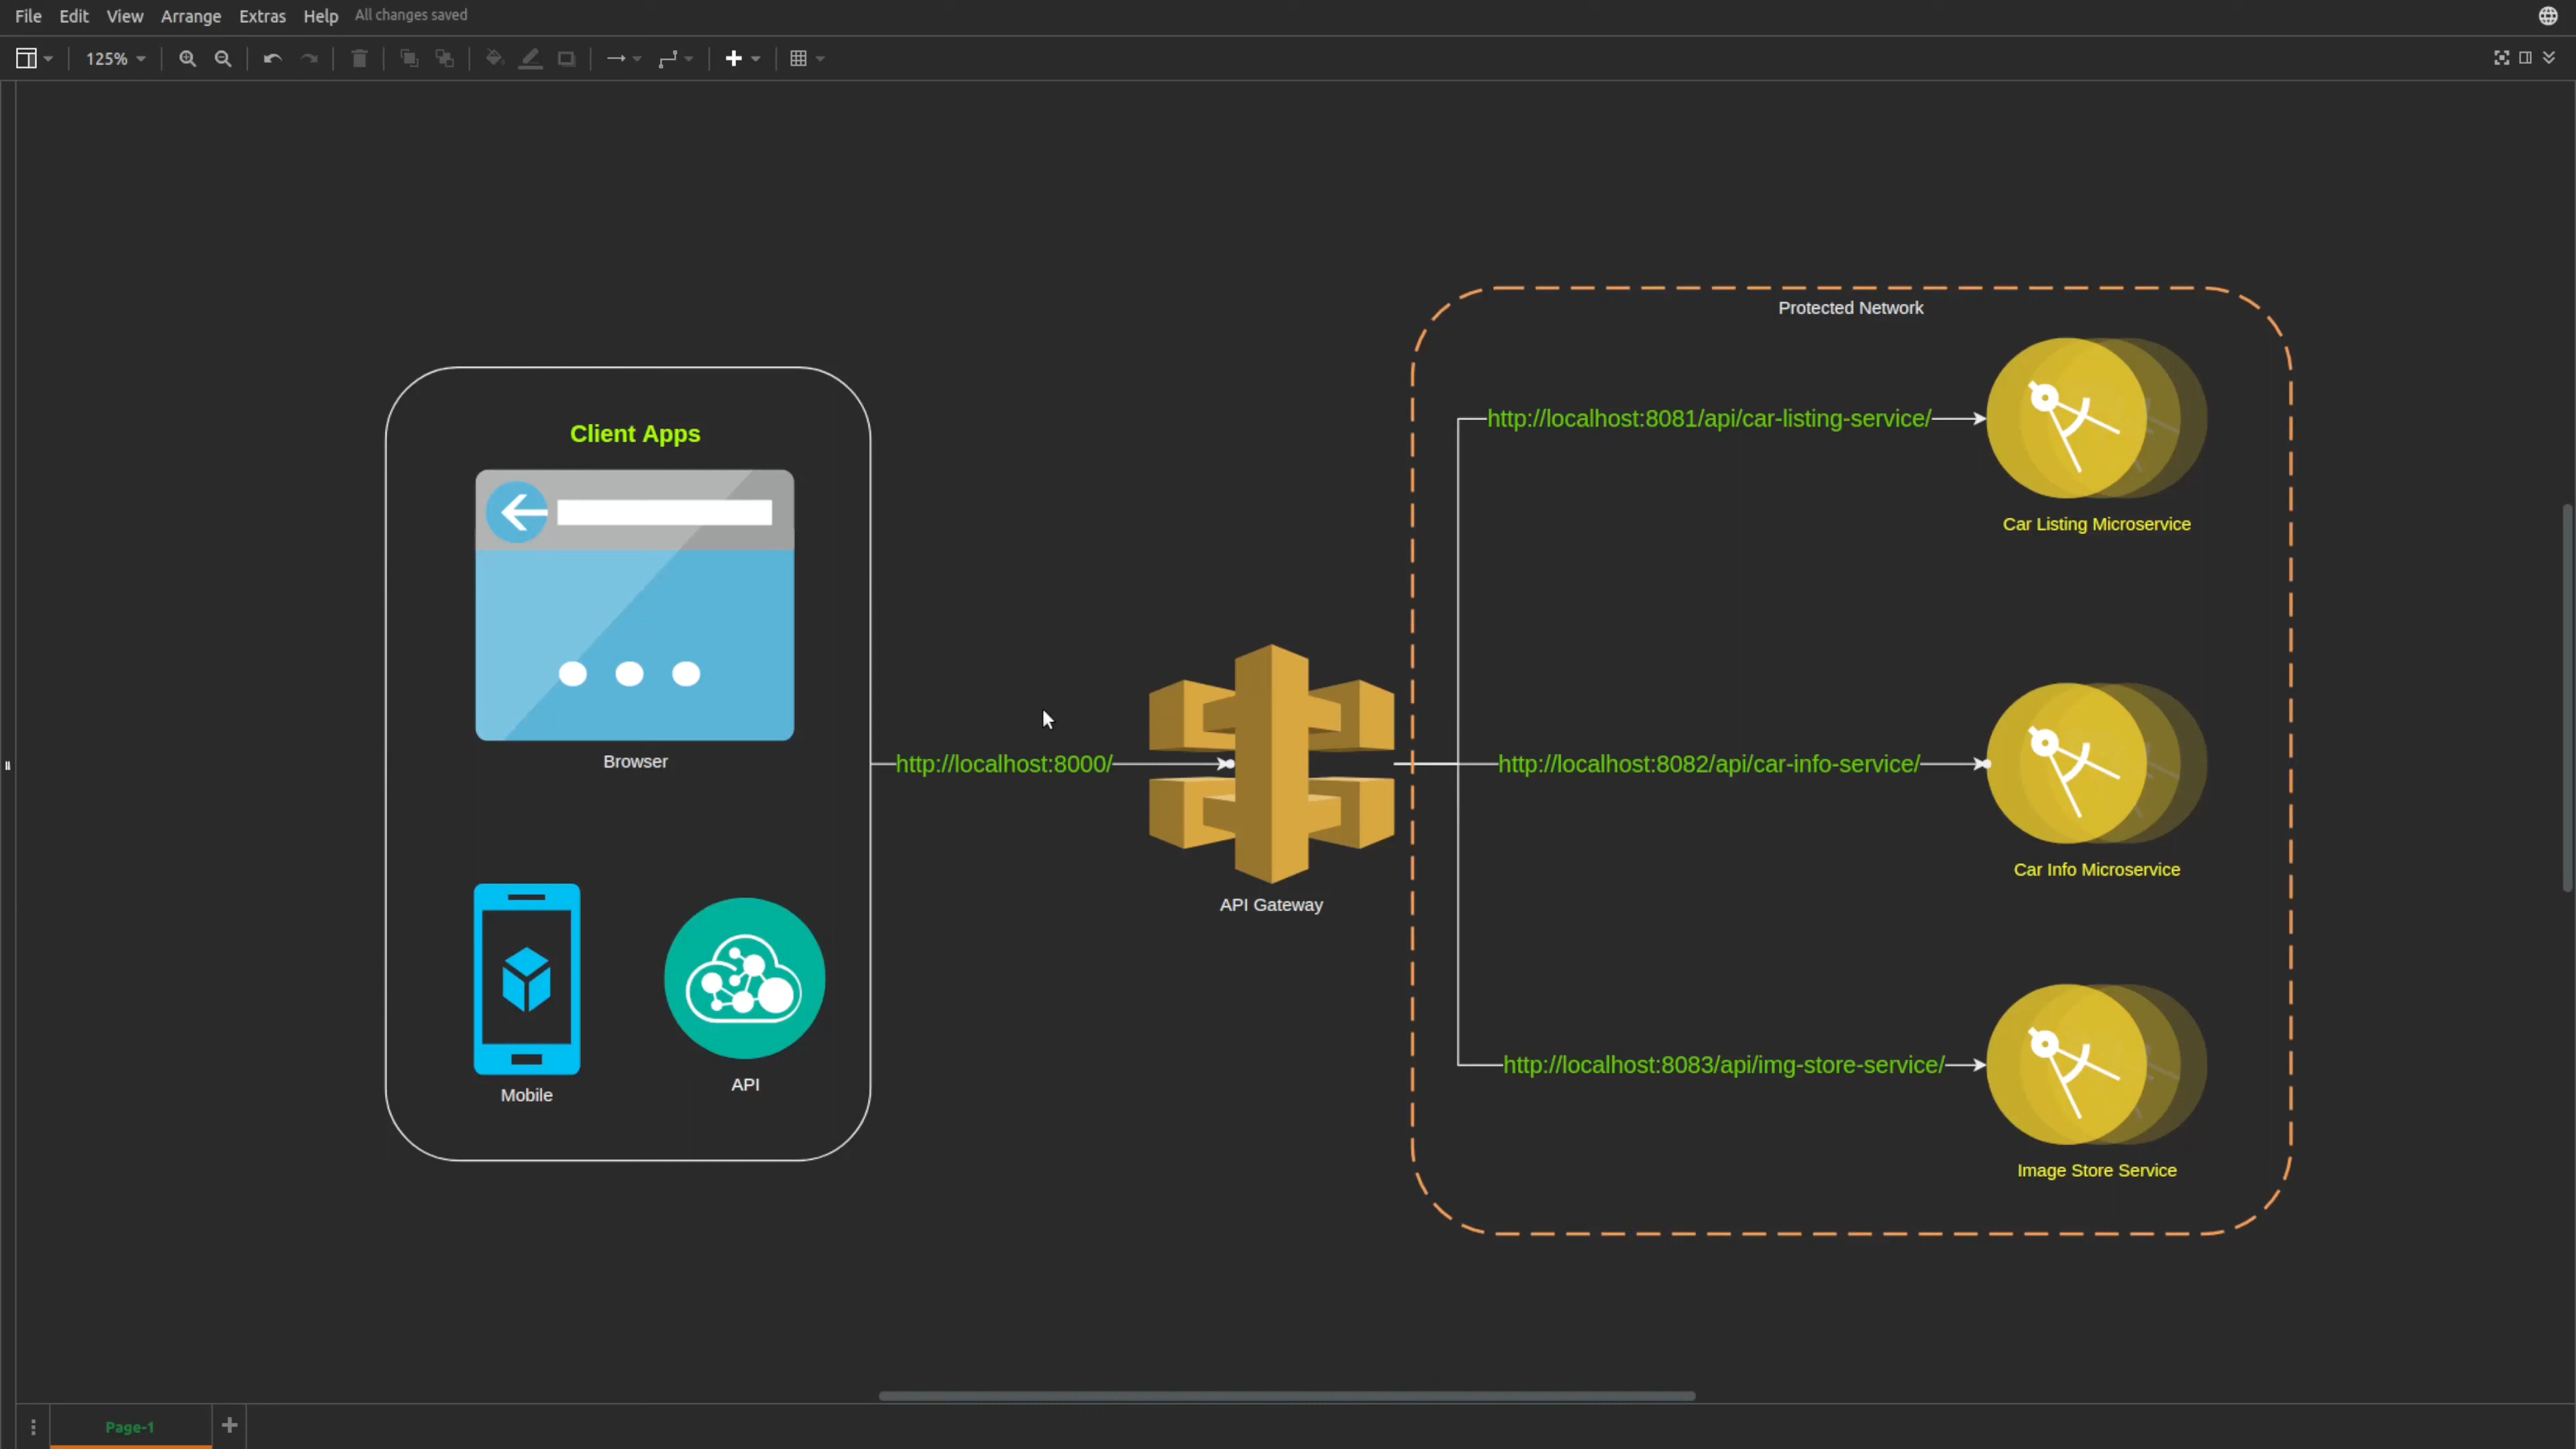 File Edit View Arrange Extras Help All changes saved
125%
Protected Network
Client Apps
http://localhost:8081/api/car-listing-service/
Car Listing Microservice
Browser
http://localhost:8000/
http://localhost:8082/api/car-info-service/
Car Info Microservice
API Gateway
Mobile
API
http://localhost:8083/api/img-store-service/
Image Store Service
Page-1